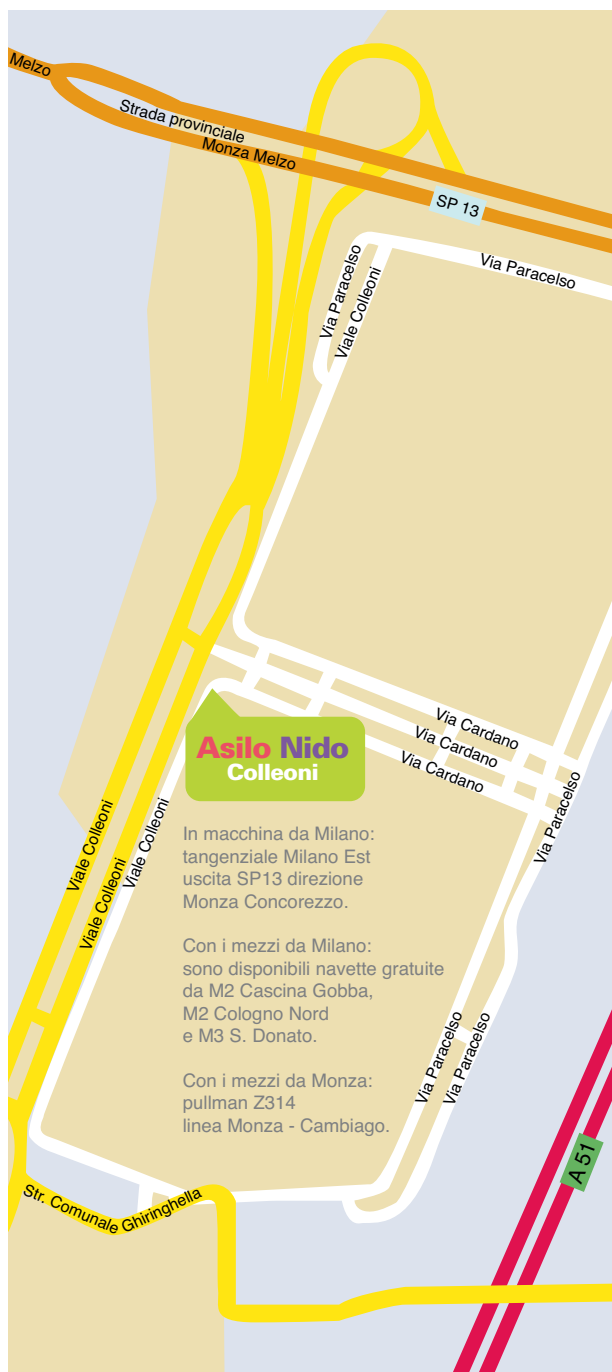 Melzo
Strada provinciale
Monza Melzo
SP 13
Via Paracelso
Via Paracelso
Viale Colleoni
Via Cardano
Via Cardano
Via Cardano
Asilo Nido
Colleoni
Via Paracelso
Viale Colleoni
Viale Colleoni
Viale Colleoni
In macchina da Milano:
tangenziale Milano Est
uscita SP13 direzione
Monza Concorezzo.
Con i mezzi da Milano:
sono disponibili navette gratuite
da M2 Cascina Gobba,
M2 Cologno Nord
e M3 S. Donato.
Con i mezzi da Monza:
pullman Z314
linea Monza - Cambiago.
Via Paracelso
Via Paracelso
A 51
Str. Comunale Ghiringhella